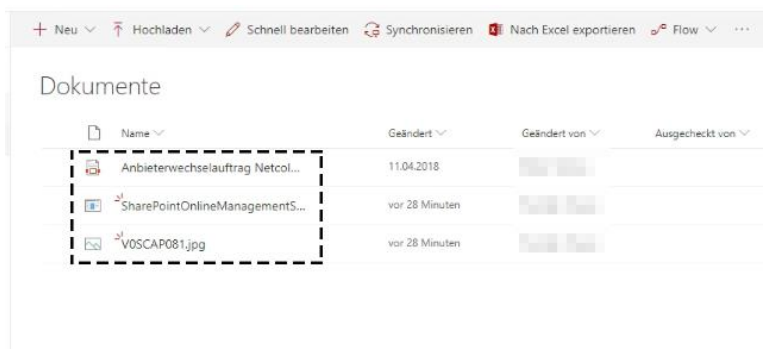 Neu Hochladen Schnell bearbeiten Synchronisieren Nach Excel exportieren Flow ...
Dokumente
Name Geändert Geändert von Ausgecheckt von
Anbieterwechselauftrag Netcol... 11.04.2018
SharePointOnlineManagementS... vor 28 Minuten
V0SCAP081.jpg vor 28 Minuten